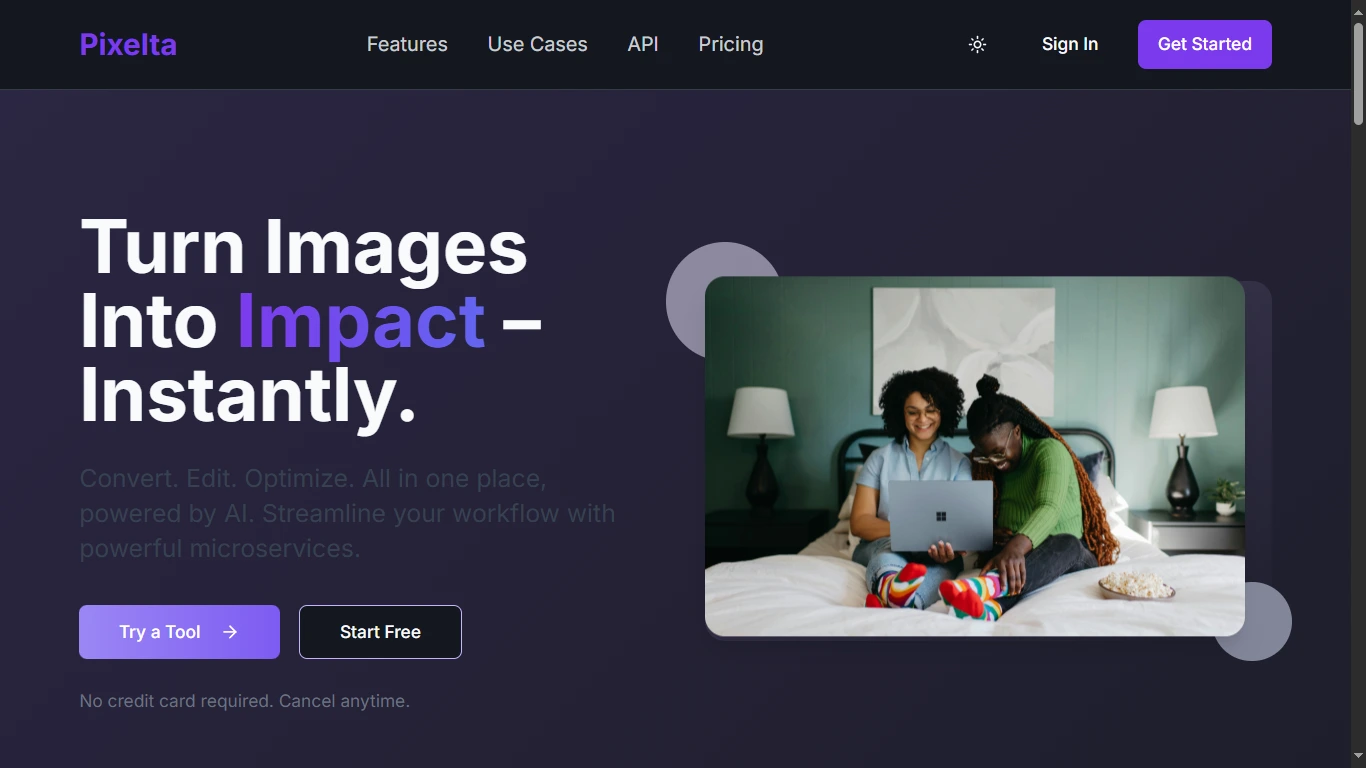 Pixelta
Features
Use Cases
API
Pricing
Sign In
Get Started
Turn Images
Into Impact –
Instantly.
Convert. Edit. Optimize. All in one place,
powered by AI. Streamline your workflow with
powerful microservices.
Try a Tool →
Start Free
No credit card required. Cancel anytime.